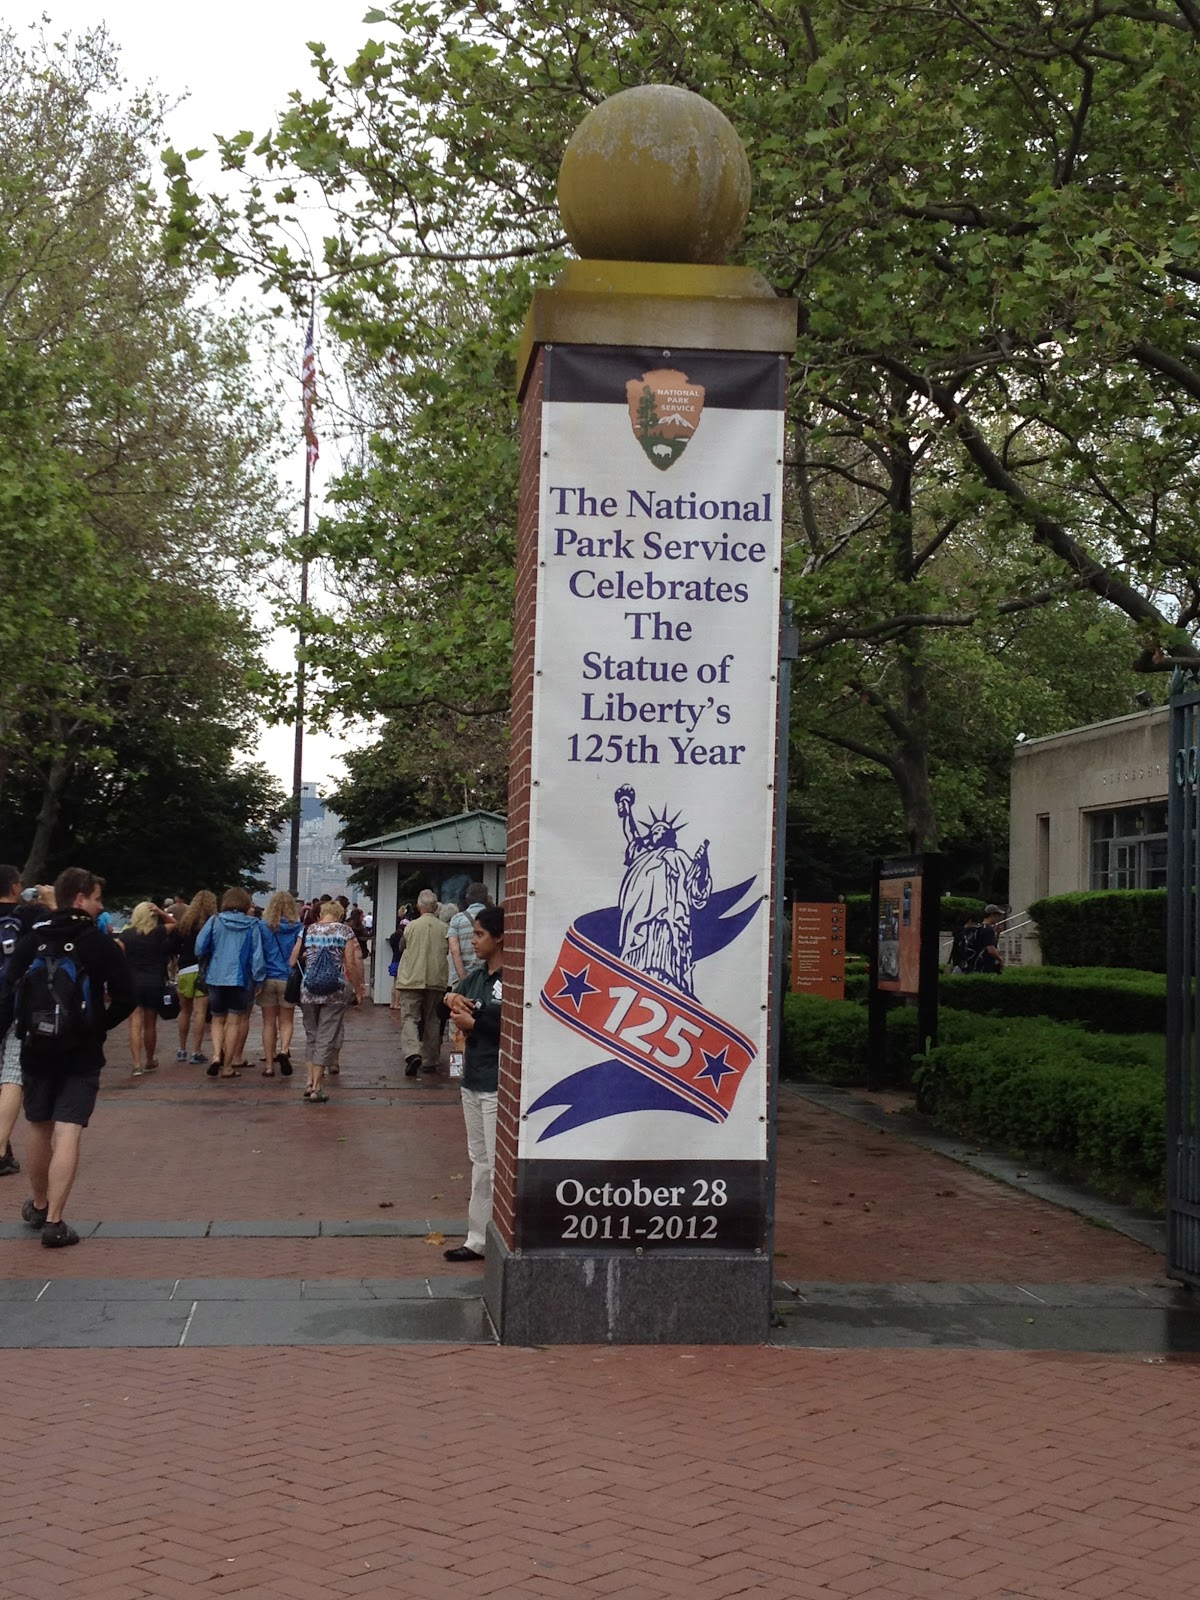 NATIONAL
PARK
SERVICE
The National
Park Service
Celebrates
The
Statue of
Liberty's
125th Year
125
October 28
2011-2012